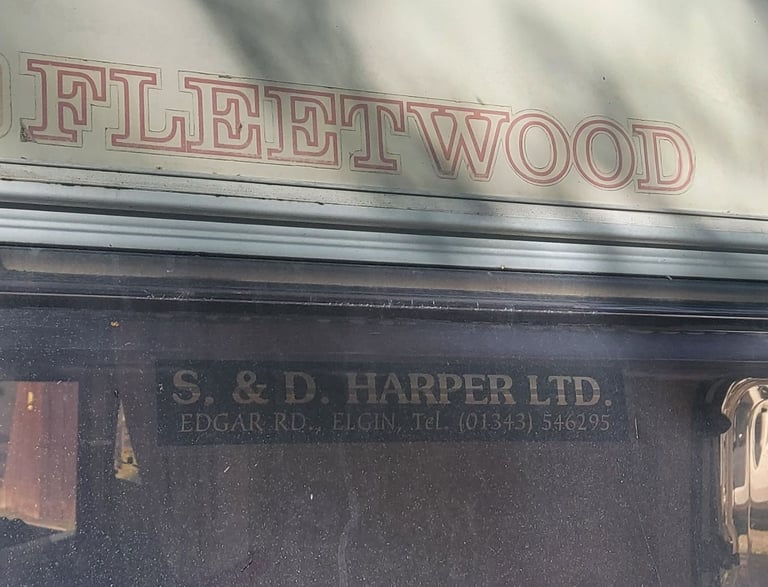 FLEETWOOD
S. & D. HARPER LTD.
EDGAR RD., ELGIN, Tel. (01343) 546295